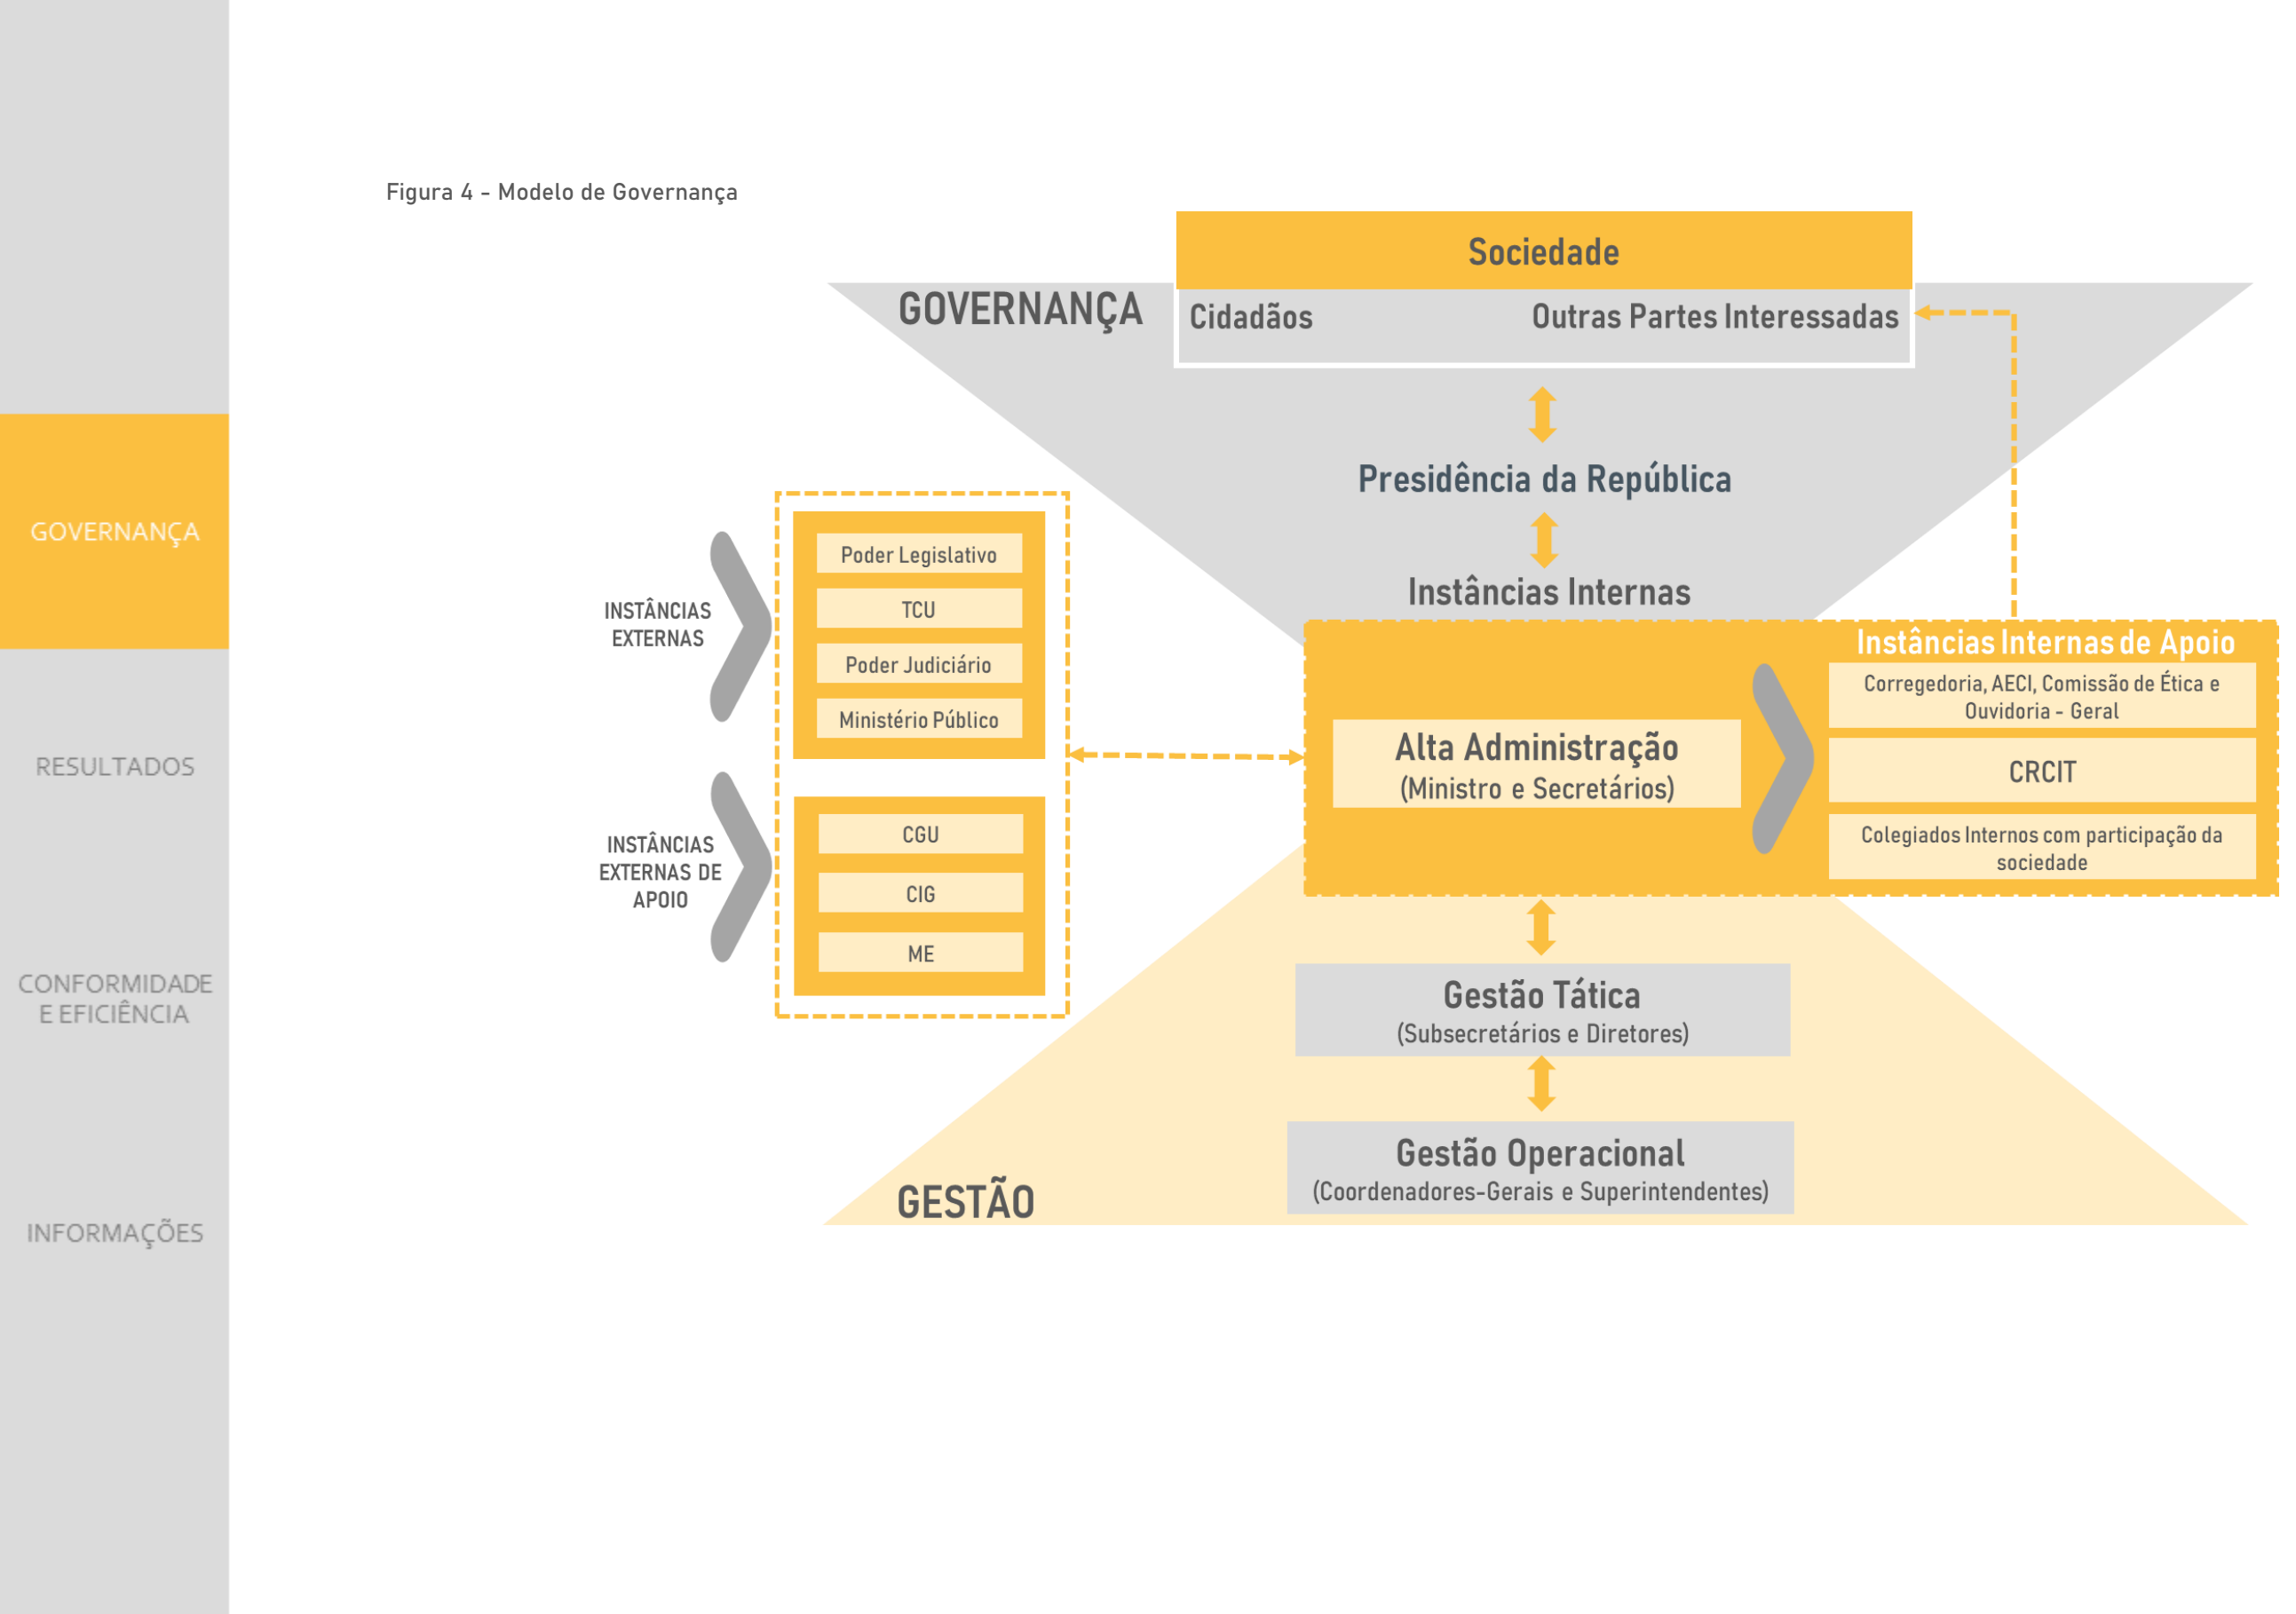 GOVERNANÇA
RESULTADOS
CONFORMIDADE
E EFICIÊNCIA
INFORMAÇÕES
Figura 4 - Modelo de Governança
Sociedade
GOVERNANÇA
Cidadãos
Outras Partes Interessadas
Presidência da República
Instâncias Internas
INSTÂNCIAS
EXTERNAS
Poder Legislativo
TCU
Poder Judiciário
Ministério Público
INSTÂNCIAS
EXTERNAS DE
APOIO
CGU
CIG
ME
Alta Administração
(Ministro e Secretários)
Instâncias Internas de Apoio
Corregedoria, AECI, Comissão de Ética e
Ouvidoria - Geral
CRCIT
Colegiados Internos com participação da
sociedade
Gestão Tática
(Subsecretários e Diretores)
Gestão Operacional
(Coordenadores-Gerais e Superintendentes)
GESTÃO